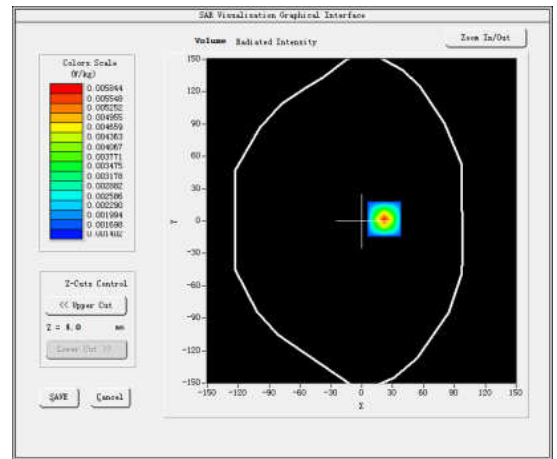 SAR Visualisation Graphical Interface
Volume Radiated Intensity
Zoom In/Out
Colors Scale
(W/kg)
0.005844
0.005548
0.005252
0.004955
0.004659
0.004363
0.004067
0.003771
0.003475
0.003178
0.002882
0.002586
0.002290
0.001994
0.001698
0.001402
150
120
90
60
30
0
-30
-60
-90
-120
-150
Y
-150 -120 -90 -60 -30 0 30 60 90 120 150
X
Z-Cuts Control
<< Upper Cut
Z = 4.0 mm
Lower Cut >>
SAVE Cancel